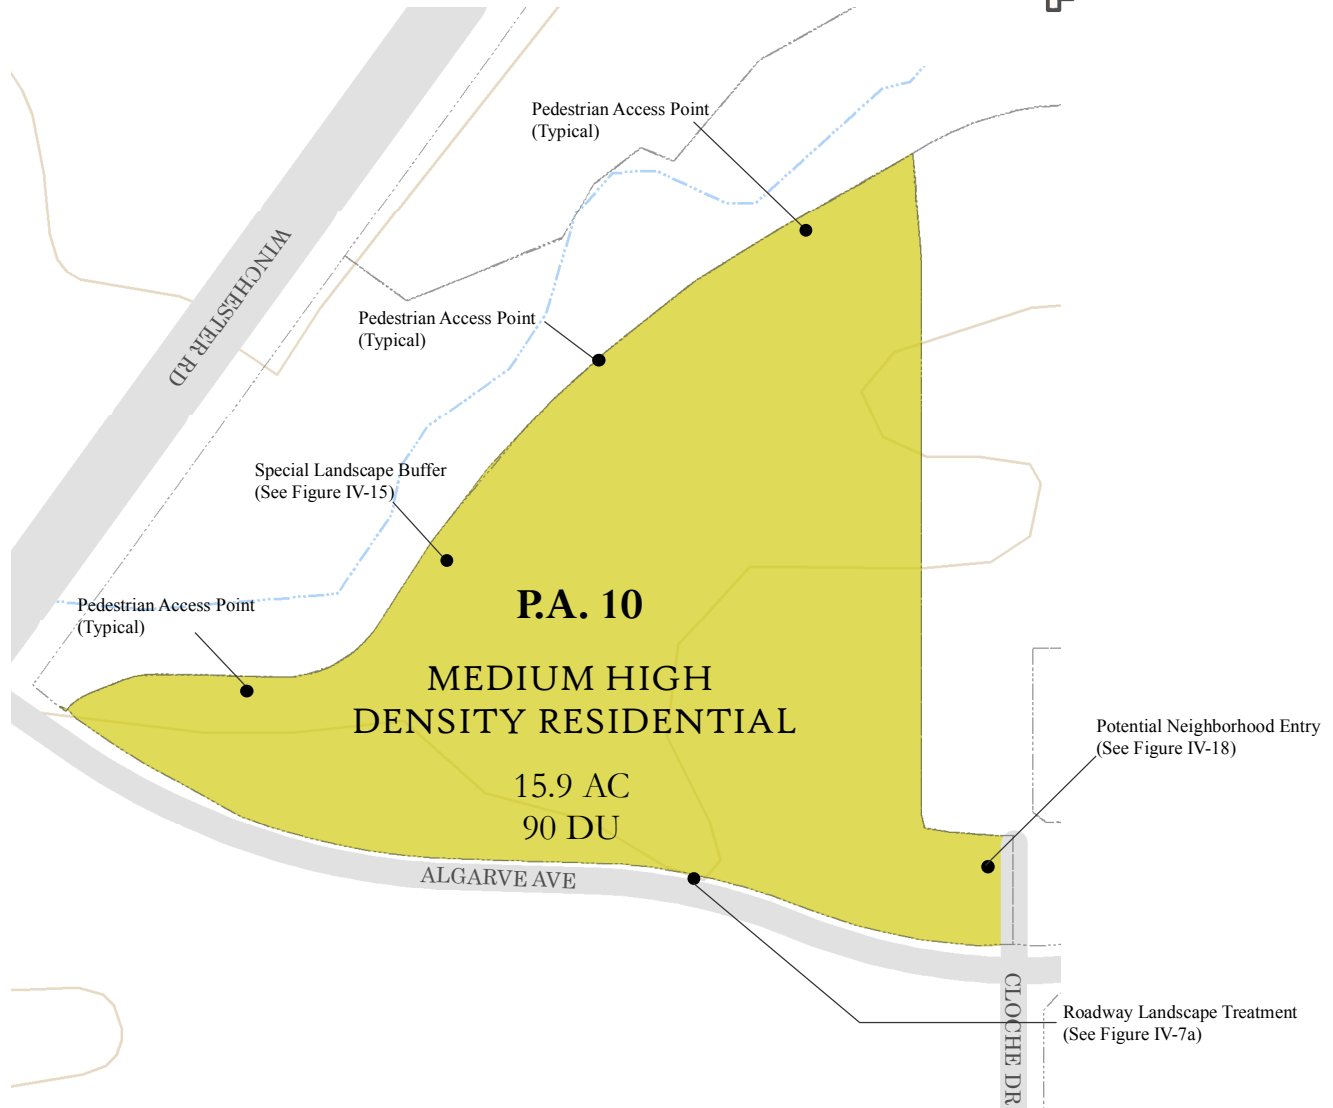 Pedestrian Access Point
(Typical)
WINCHESTER RD
Pedestrian Access Point
(Typical)
Special Landscape Buffer
(See Figure IV-15)
Pedestrian Access Point
(Typical)
P.A. 10
MEDIUM HIGH
DENSITY RESIDENTIAL
15.9 AC
90 DU
Potential Neighborhood Entry
(See Figure IV-18)
ALGARVE AVE
CLOCHE DR
Roadway Landscape Treatment
(See Figure IV-7a)